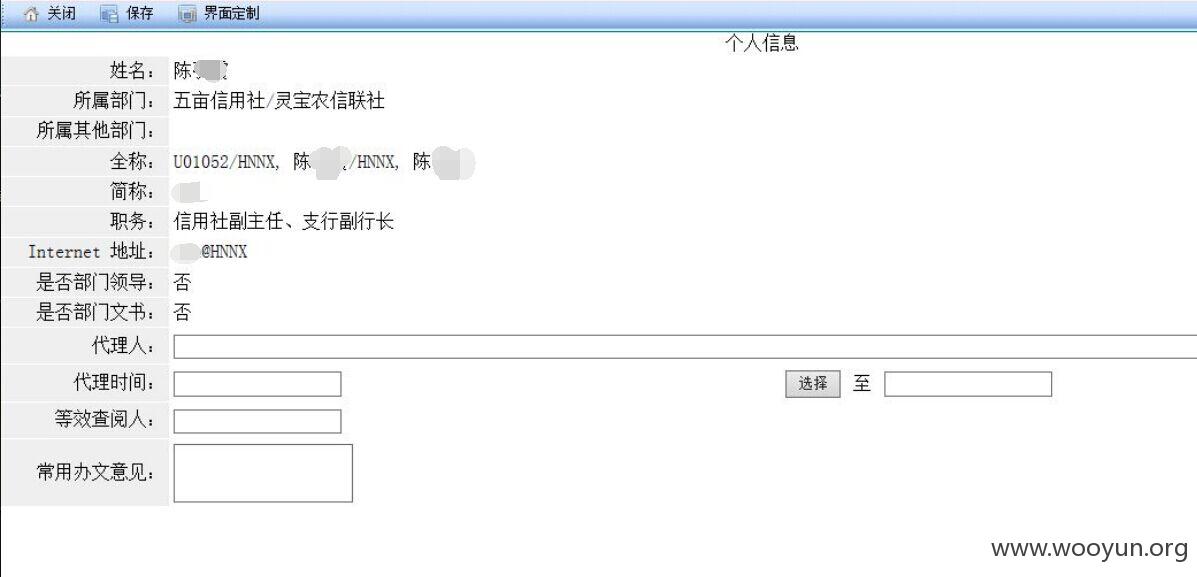 关闭 保存 界面定制
个人信息
姓名： 陈
所属部门： 五亩信用社/灵宝农信联社
所属其他部门：
全称： U01052/HNNX, 陈 /HNNX, 陈
简称：
职务： 信用社副主任、支行副行长
Internet 地址： @HNNX
是否部门领导： 否
是否部门文书： 否
代理人：
代理时间： 选择 至
等效查阅人：
常用办文意见：
www.wooyun.org